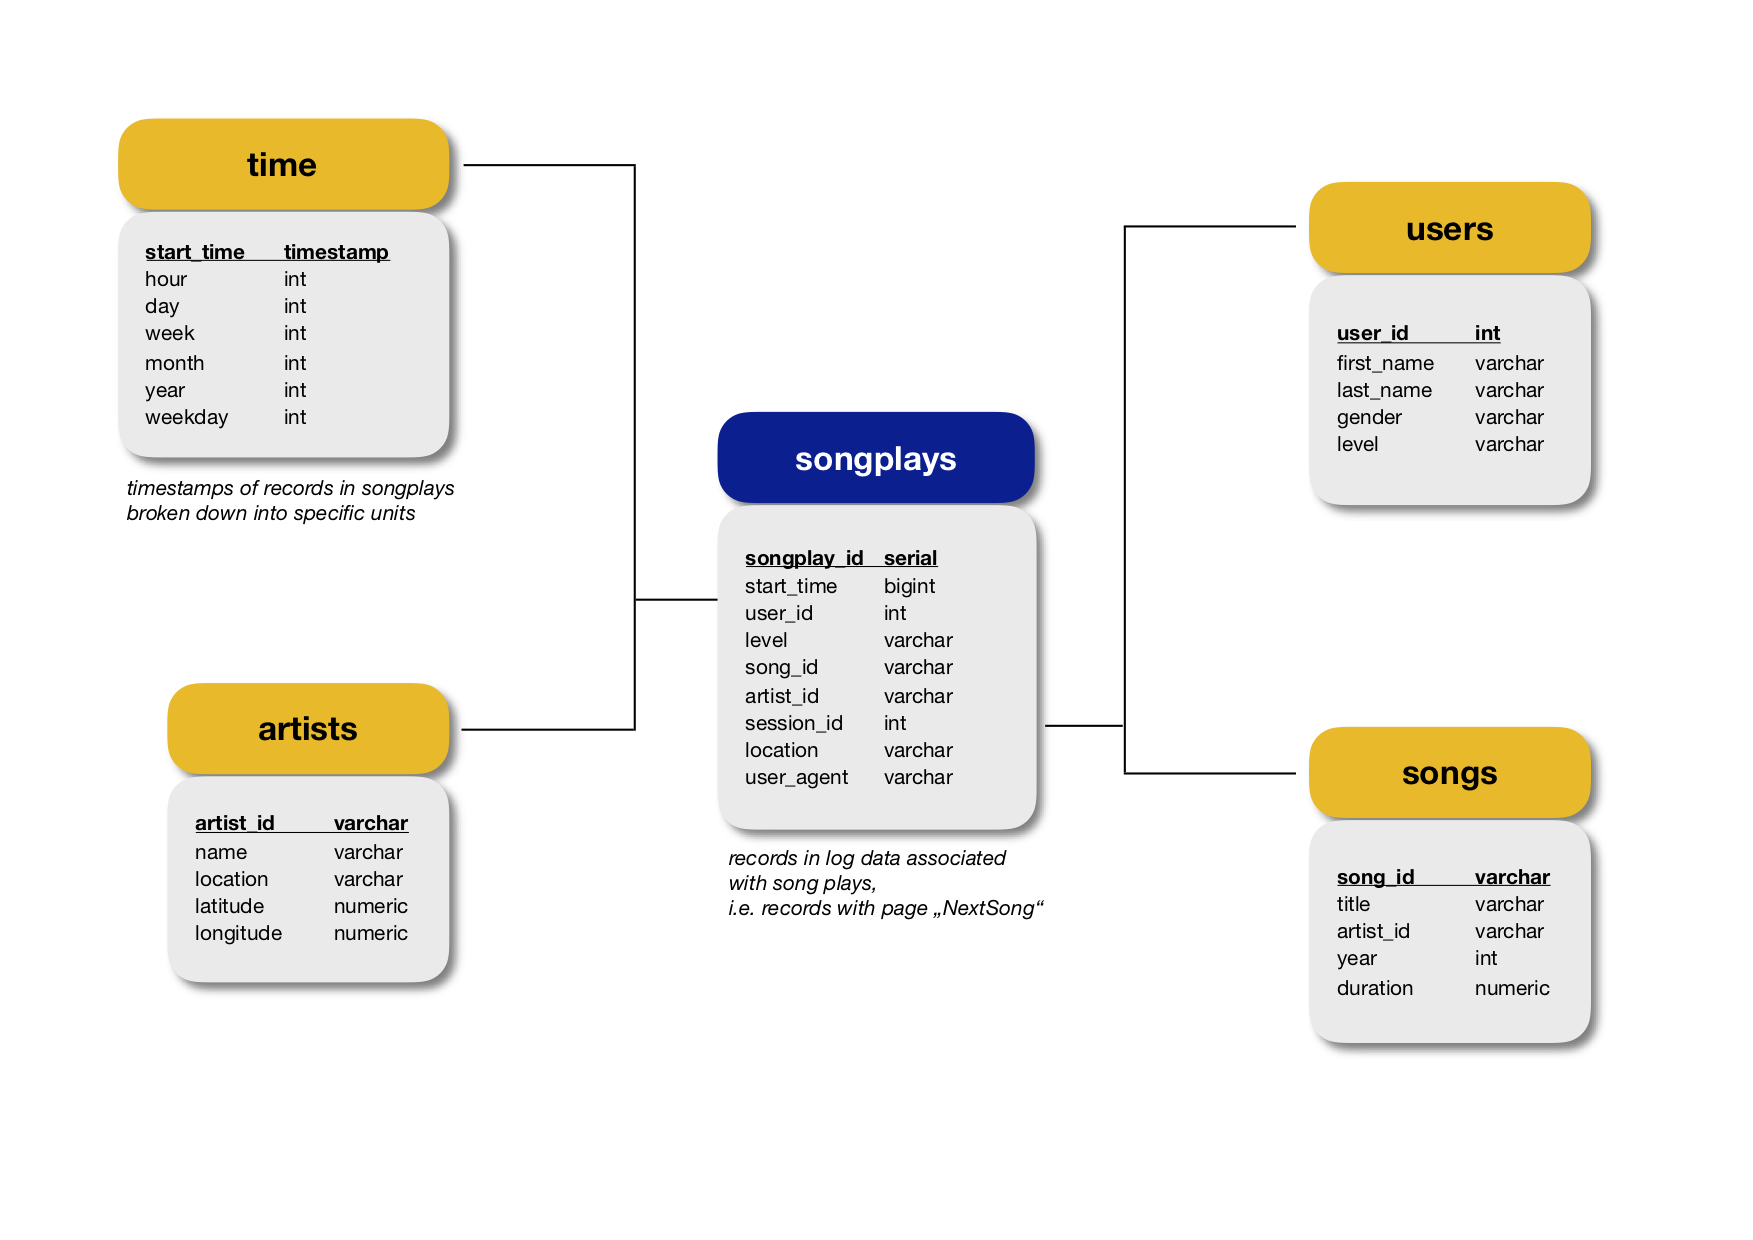 time
start_time timestamp
hour int
day int
week int
month int
year int
weekday int
timestamps of records in songplays
broken down into specific units
artists
artist_id varchar
name varchar
location varchar
latitude numeric
longitude numeric
songplays
songplay_id serial
start_time bigint
user_id int
level varchar
song_id varchar
artist_id varchar
session_id int
location varchar
user_agent varchar
records in log data associated
with song plays,
i.e. records with page „NextSong“
users
user_id int
first_name varchar
last_name varchar
gender varchar
level varchar
songs
song_id varchar
title varchar
artist_id varchar
year int
duration numeric